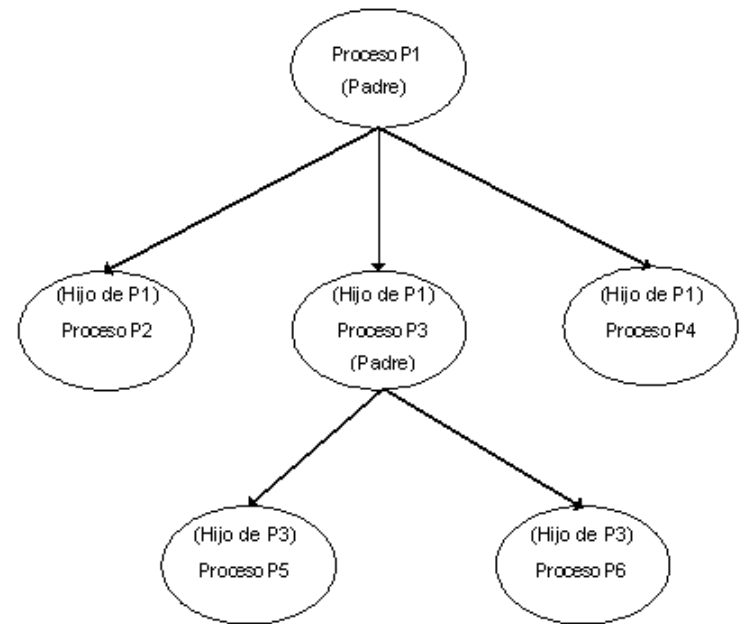 Proceso P1
(Padre)
(Hijo de P1)
Proceso P2
(Hijo de P1)
Proceso P3
(Padre)
(Hijo de P1)
Proceso P4
(Hijo de P3)
Proceso P5
(Hijo de P3)
Proceso P6